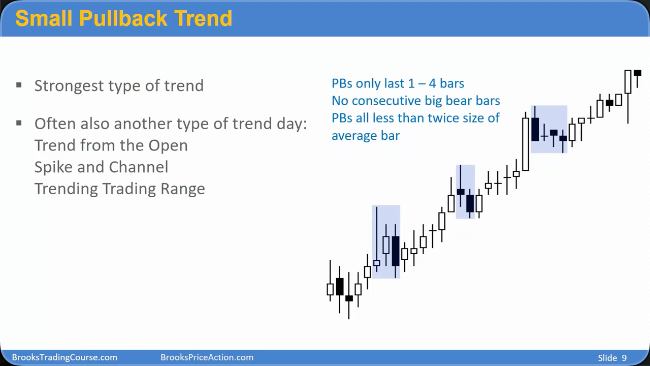 Small Pullback Trend
Strongest type of trend
Often also another type of trend day:
Trend from the Open
Spike and Channel
Trending Trading Range
PBs only last 1 – 4 bars
No consecutive big bear bars
PBs all less than twice size of
average bar
BrooksTradingCourse.com
BrooksPriceAction.com
Slide 9